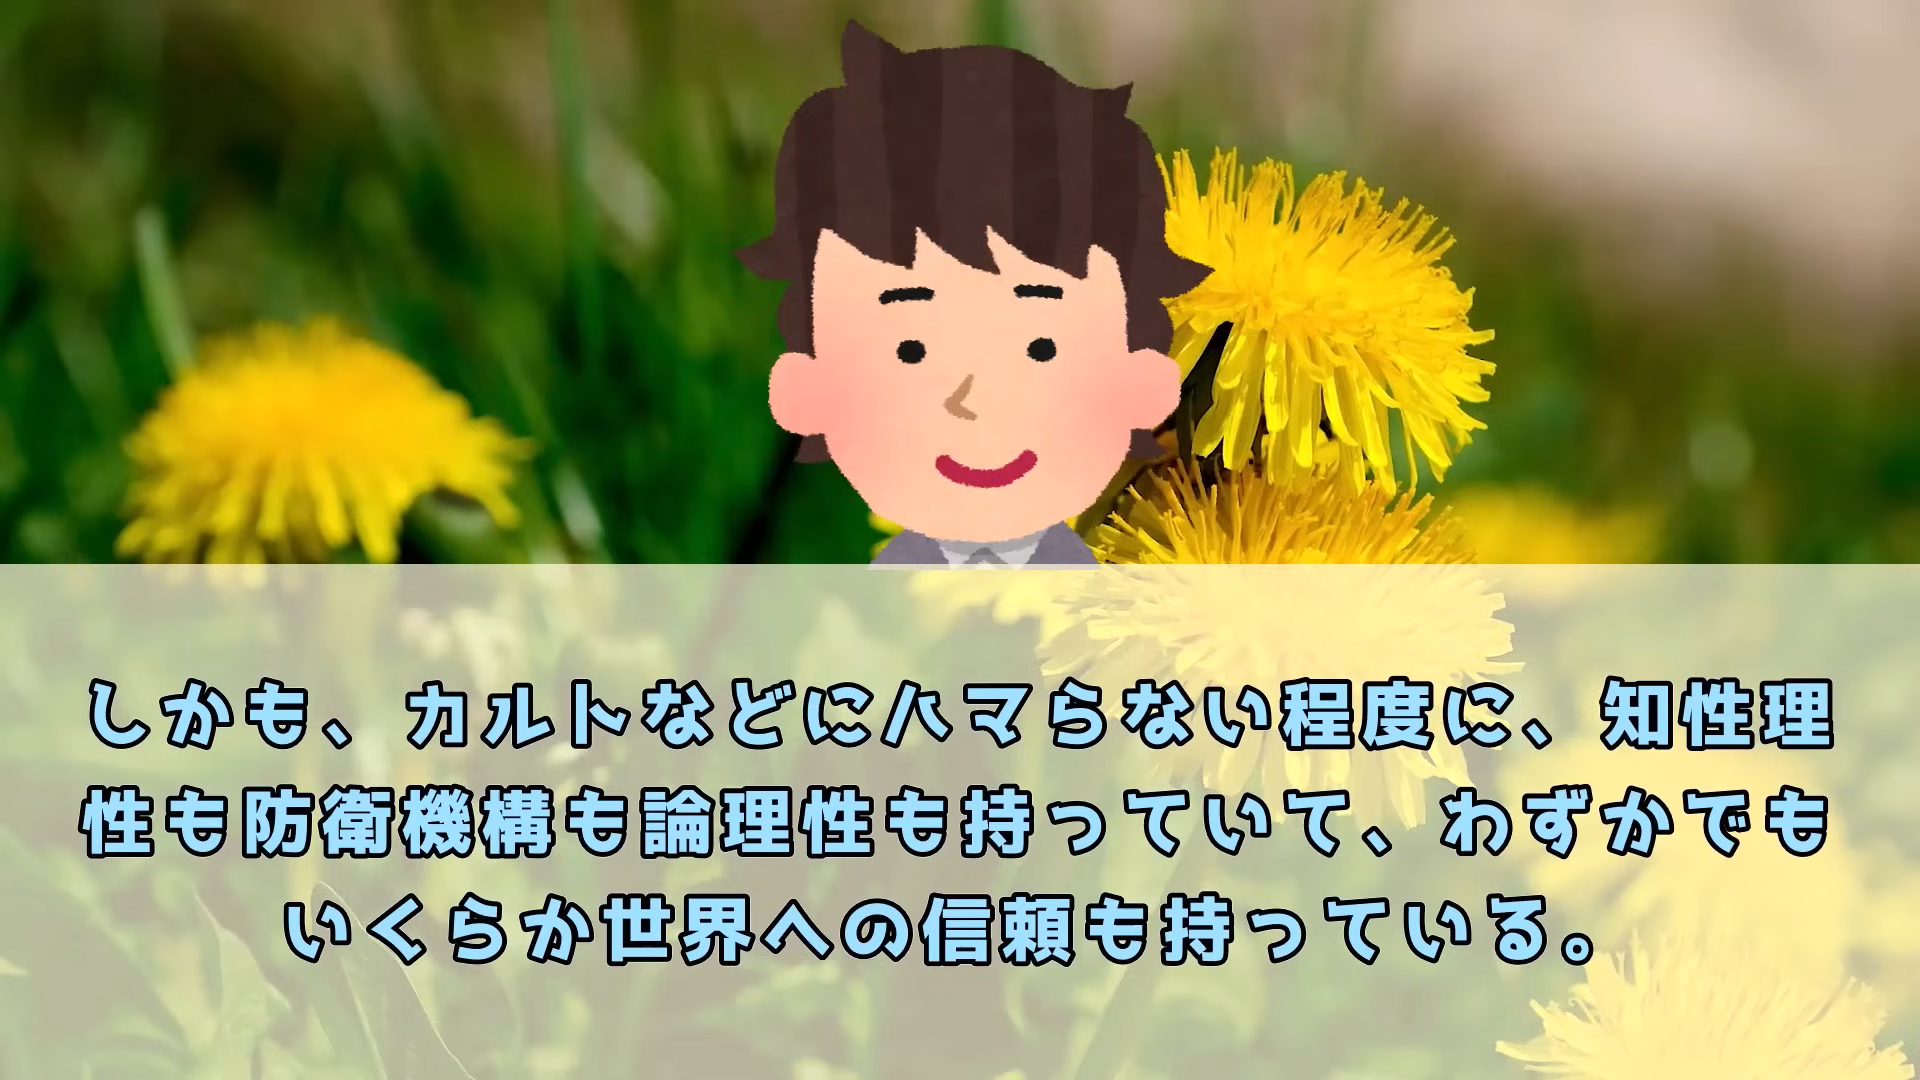 しかも、カルトなどにハマらない程度に、知性理
性も防衛機構も論理性も持っていて、わずかでも
いくらか世界への信頼も持っている。